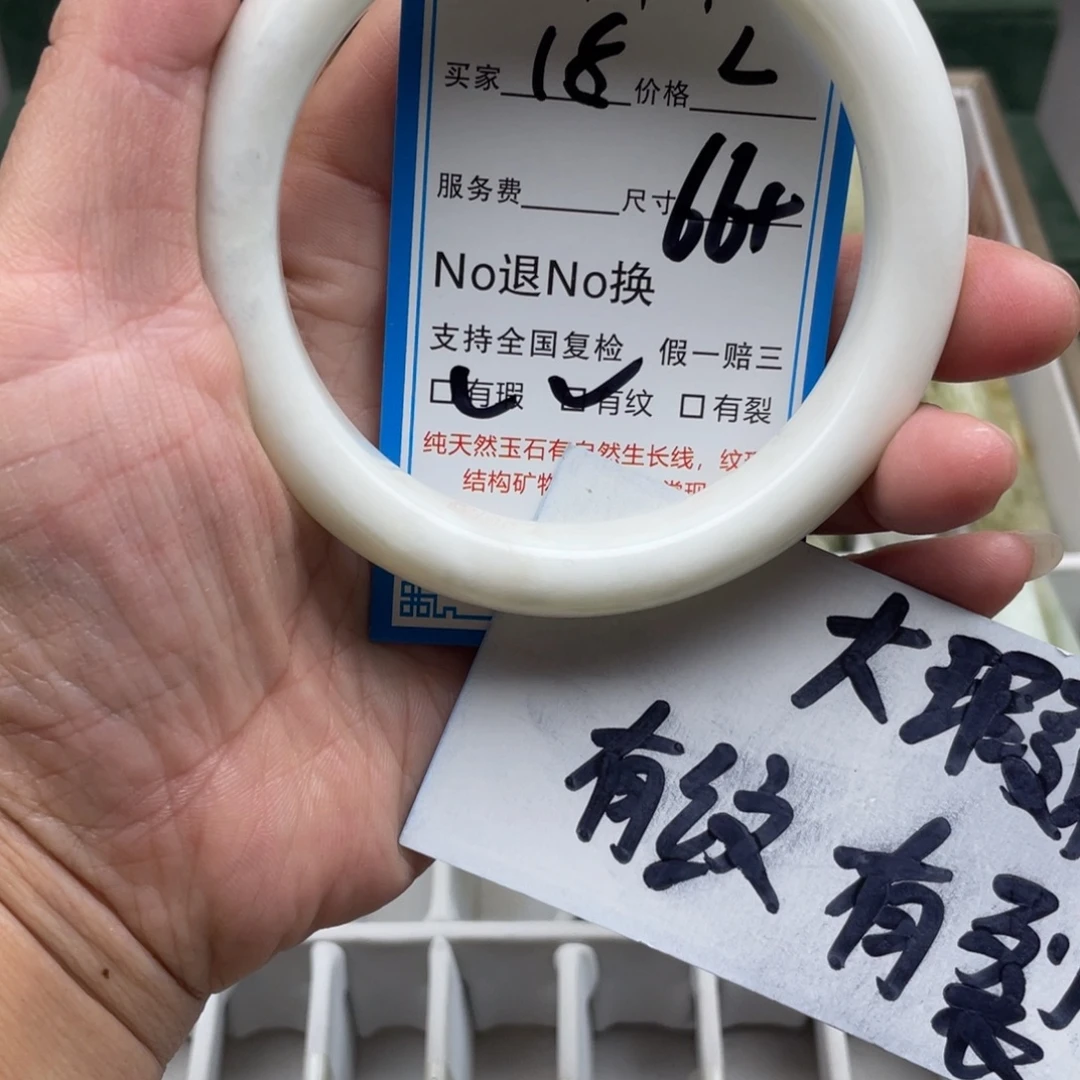 买家 18 价格 L
服务费 尺寸 66+
No退No换
支持全国复检 假一赔三
□有瑕 □有纹 □有裂
纯天然玉石有自然生长线，纹
结构矿物
大瑕
有纹
有裂